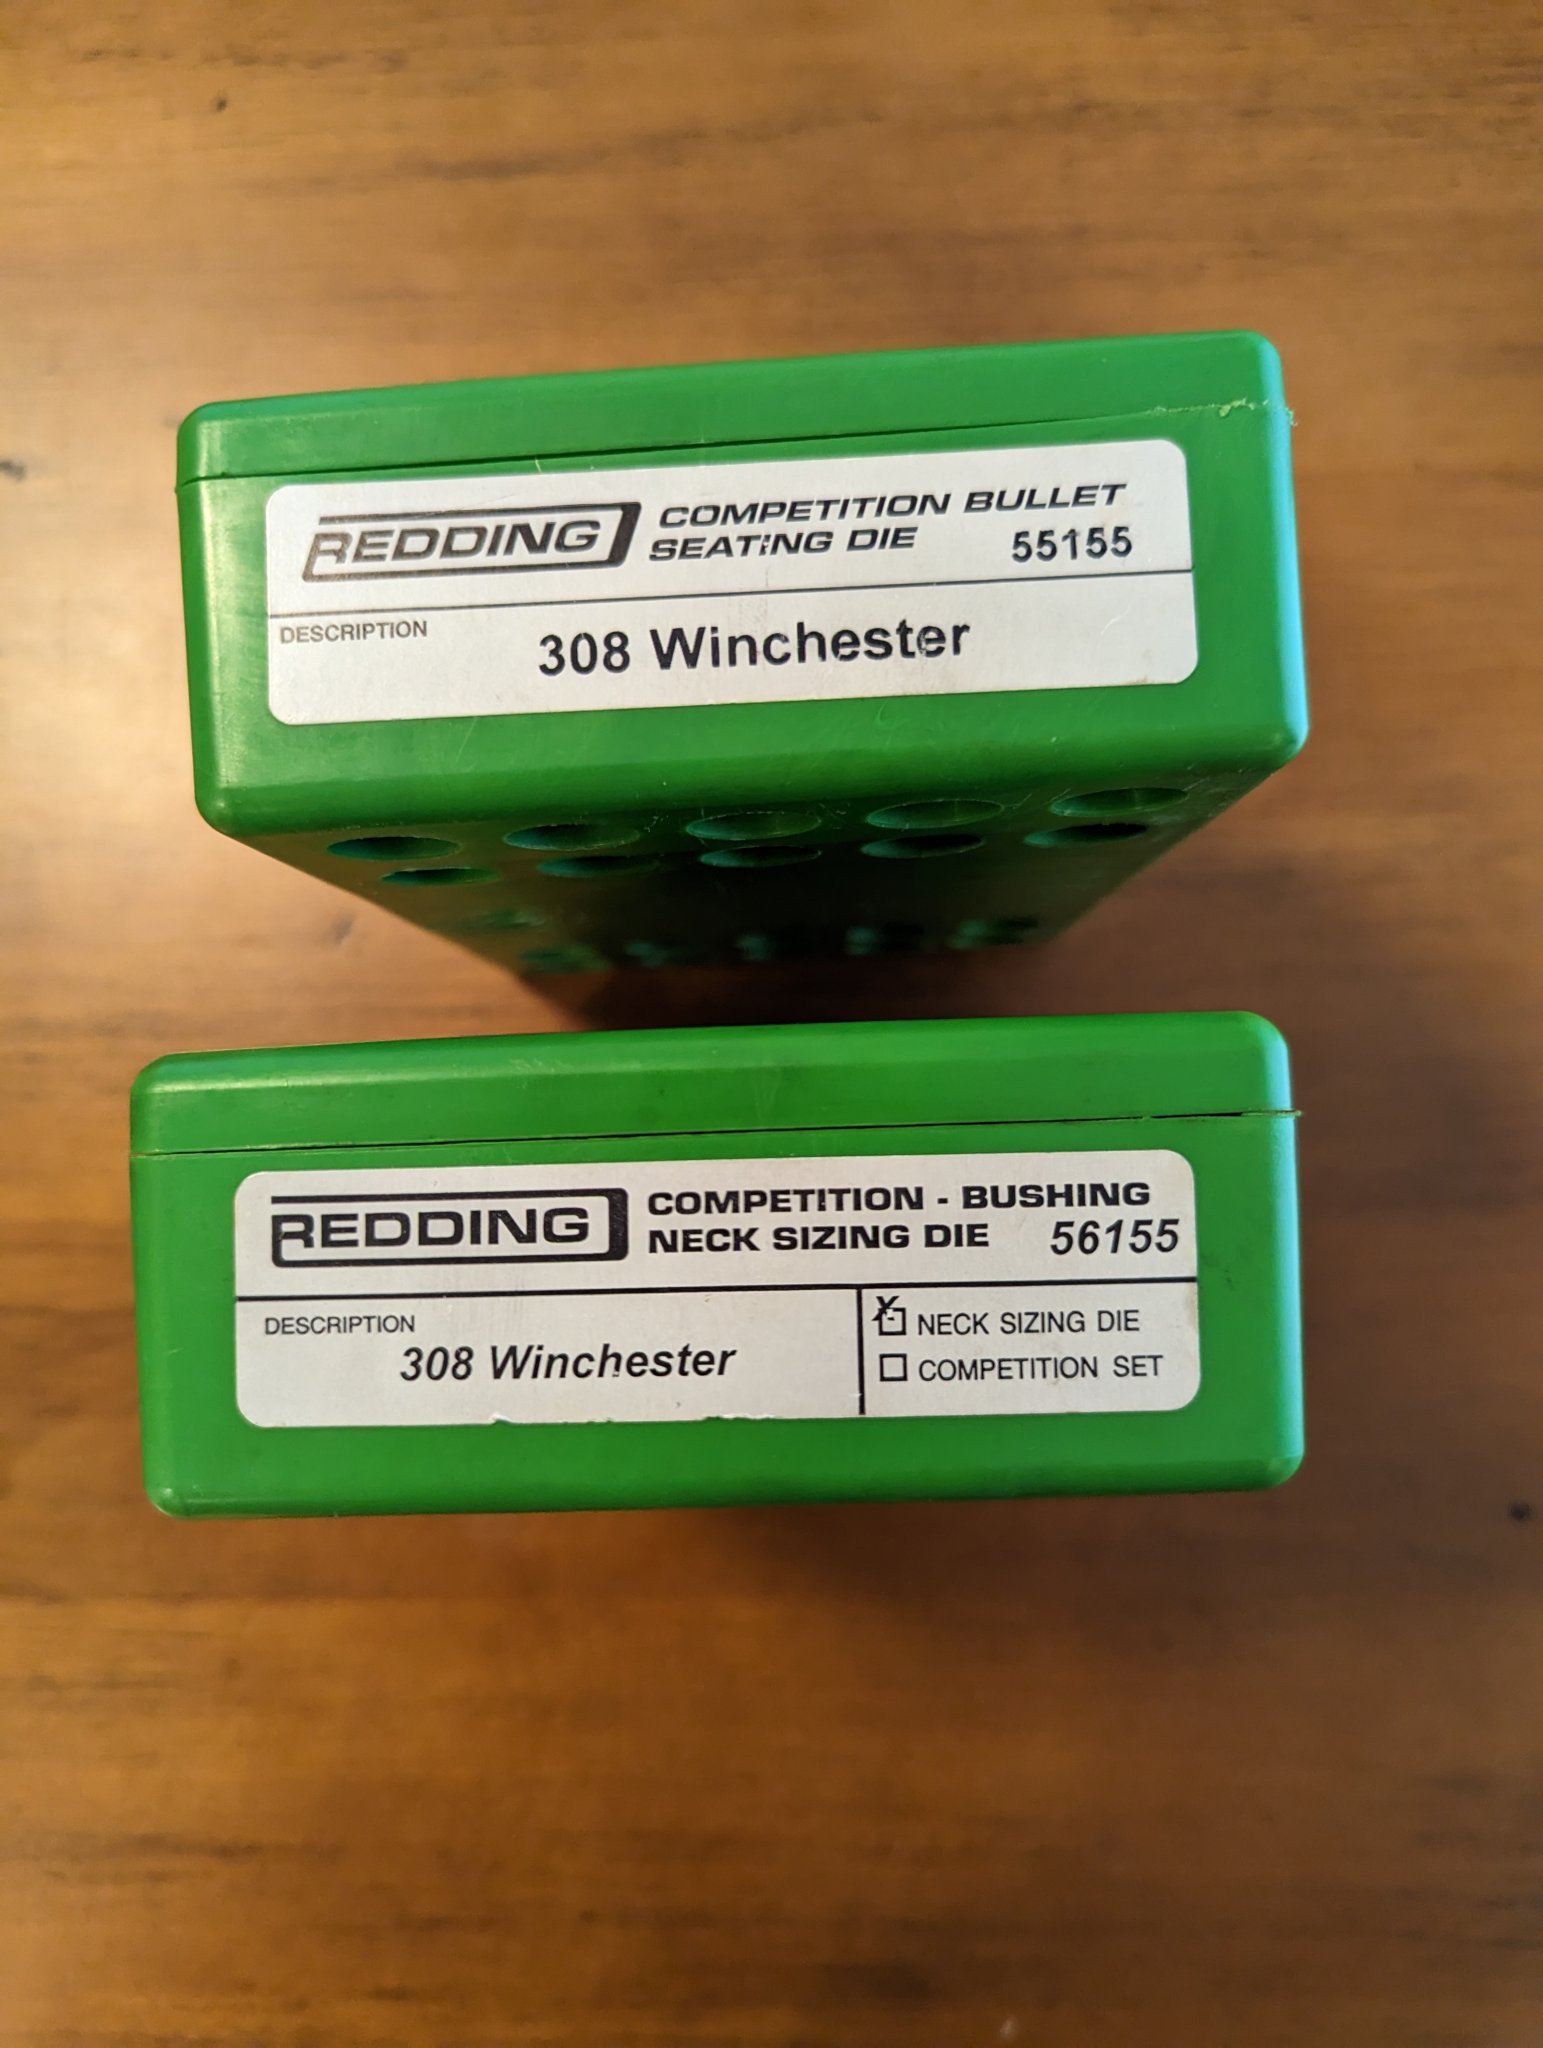 REDDING COMPETITION BULLET
SEATING DIE 55155
DESCRIPTION
308 Winchester
REDDING COMPETITION - BUSHING
NECK SIZING DIE 56155
DESCRIPTION
308 Winchester
X NECK SIZING DIE
COMPETITION SET